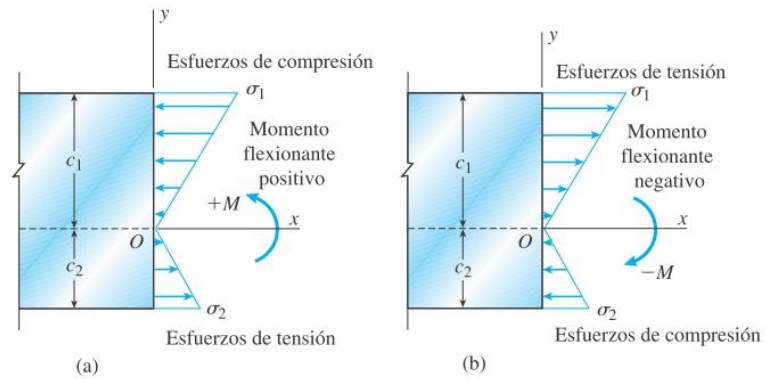 y
Esfuerzos de compresión
σ1
c1
Momento
flexionante
positivo
+M
x
O
c2
σ2
Esfuerzos de tensión
(a)
y
Esfuerzos de tensión
σ1
c1
Momento
flexionante
negativo
x
O
c2
−M
σ2
Esfuerzos de compresión
(b)